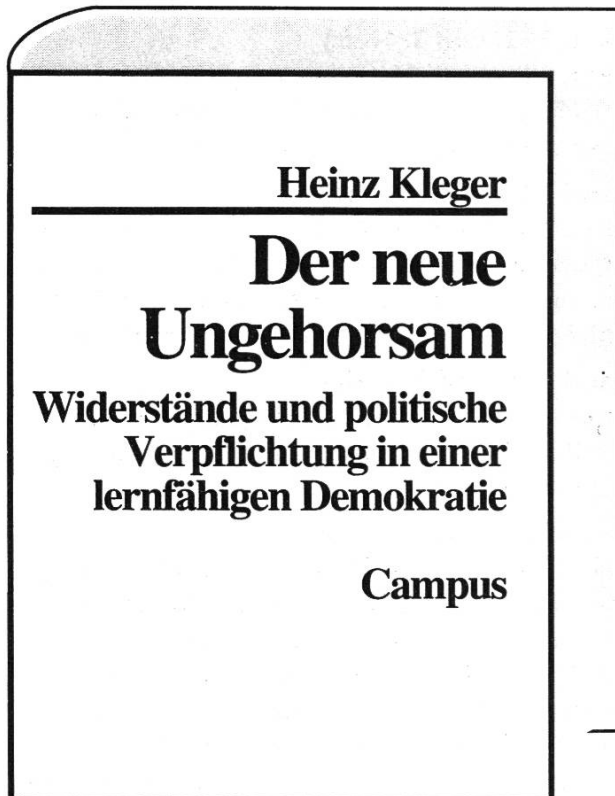 Heinz Kleger
Der neue
Ungehorsam
Widerstände und politische
Verpflichtung in einer
lernfähigen Demokratie
Campus